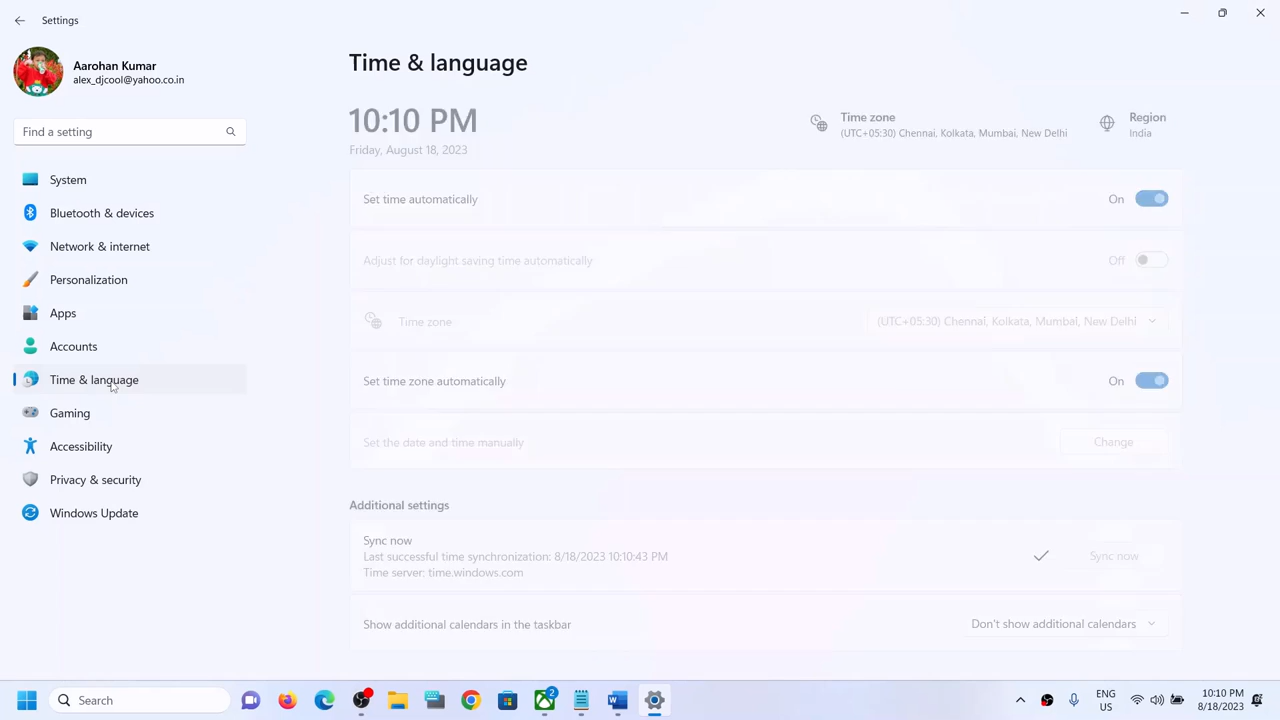 Settings
Aarohan Kumar
alex_djcool@yahoo.co.in
Find a setting
System
Bluetooth & devices
Network & internet
Personalization
Apps
Accounts
Time & language
Gaming
Accessibility
Privacy & security
Windows Update
Time & language
10:10 PM
Friday, August 18, 2023
Time zone
(UTC+05:30) Chennai, Kolkata, Mumbai, New Delhi
Region
India
Set time automatically
On
Adjust for daylight saving time automatically
Off
Time zone
(UTC+05:30) Chennai, Kolkata, Mumbai, New Delhi
Set time zone automatically
On
Set the date and time manually
Change
Additional settings
Sync now
Last successful time synchronization: 8/18/2023 10:10:43 PM
Time server: time.windows.com
Sync now
Show additional calendars in the taskbar
Don't show additional calendars
Search
2
ENG
US
10:10 PM
8/18/2023